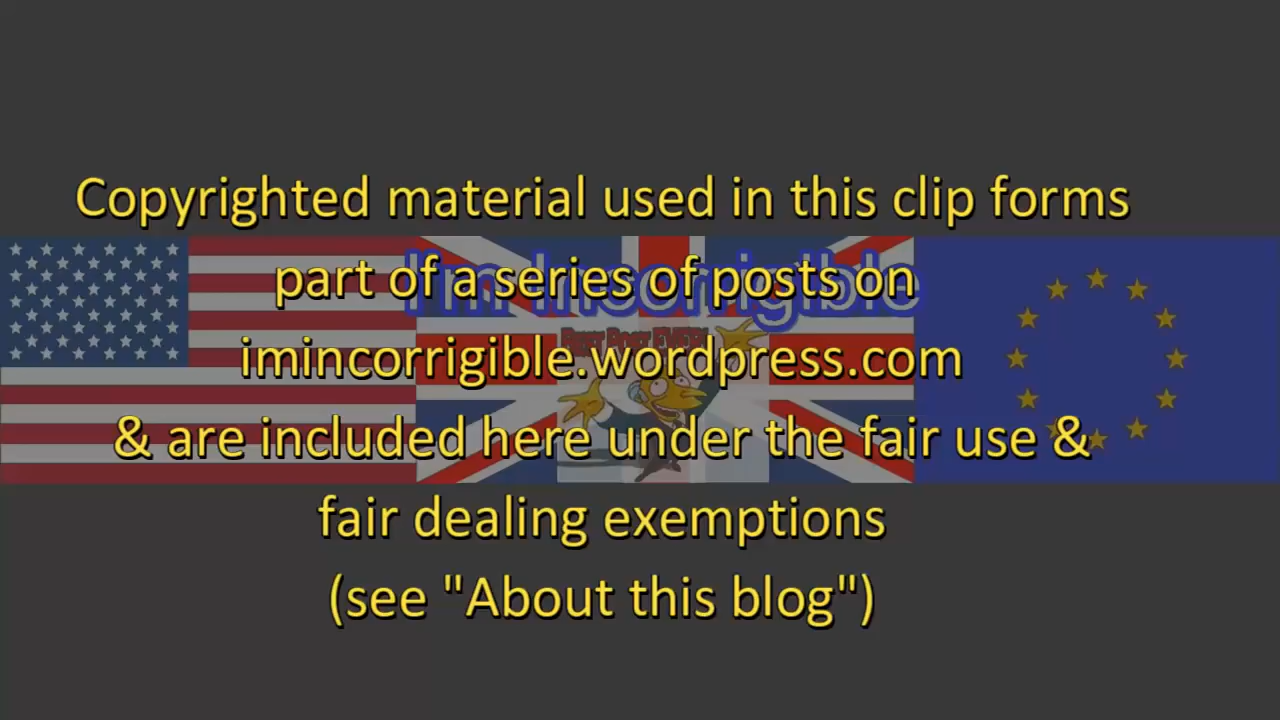 Copyrighted material used in this clip forms
part of a series of posts on
I'm Incorrigible
imincorrigible.wordpress.com
& are included here under the fair use &
fair dealing exemptions
(see "About this blog")